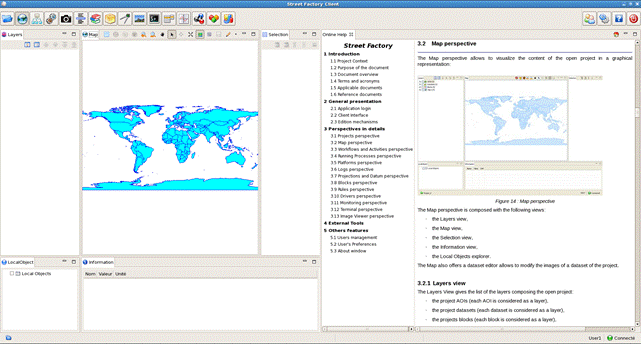 Street Factory Client
Layers
Map
Selection
Online Help
Street Factory
1 Introduction
1.1 Project Context
1.2 Purpose of the document
1.3 Document overview
1.4 Terms and acronyms
1.5 Applicable documents
1.6 Reference documents
2 General presentation
2.1 Application login
2.2 Client interface
2.3 Edition mechanisms
3 Perspectives in details
3.1 Projects perspective
3.2 Map perspective
3.3 Workflows and Activities perspective
3.4 Running Processes perspective
3.5 Platforms perspective
3.6 Logs perspective
3.7 Projections and Datum perspective
3.8 Blocks perspective
3.9 Roles perspective
3.10 Drivers perspective
3.11 Monitoring perspective
3.12 Terminal perspective
3.13 Image Viewer perspective
4 External Tools
5 Others features
5.1 Users management
5.2 User's Preferences
5.3 About window
3.2 Map perspective
The Map perspective allows to visualize the content of the open project in a graphical
representation:
Figure 14 Map perspective
The Map perspective is composed with the following views:
the Layers view,
the Map view,
the Selection view,
the Information view,
the Local Objects explorer.
The Map also offers a dataset editor allows to modify the images of a dataset of the project.
3.2.1 Layers view
The Layers View gives the list of the layers composing the open project:
the project AOIs (each AOI is considered as a layer),
the project datasets (each dataset is considered as a layer),
the projects blocks (each block is considered as a layer),
LocalObject
Local Objects
Information
Nom Valeur Unité
User1
Connecté